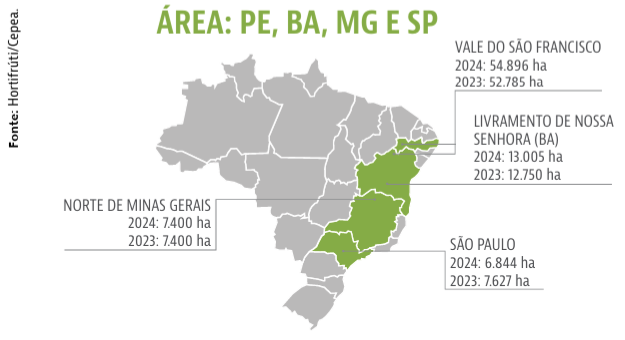 ÁREA: PE, BA, MG E SP
Fonte: Hortifrúti/Cepea.
VALE DO SÃO FRANCISCO
2024: 54.896 ha
2023: 52.785 ha
LIVRAMENTO DE NOSSA
SENHORA (BA)
2024: 13.005 ha
2023: 12.750 ha
NORTE DE MINAS GERAIS
2024: 7.400 ha
2023: 7.400 ha
SÃO PAULO
2024: 6.844 ha
2023: 7.627 ha